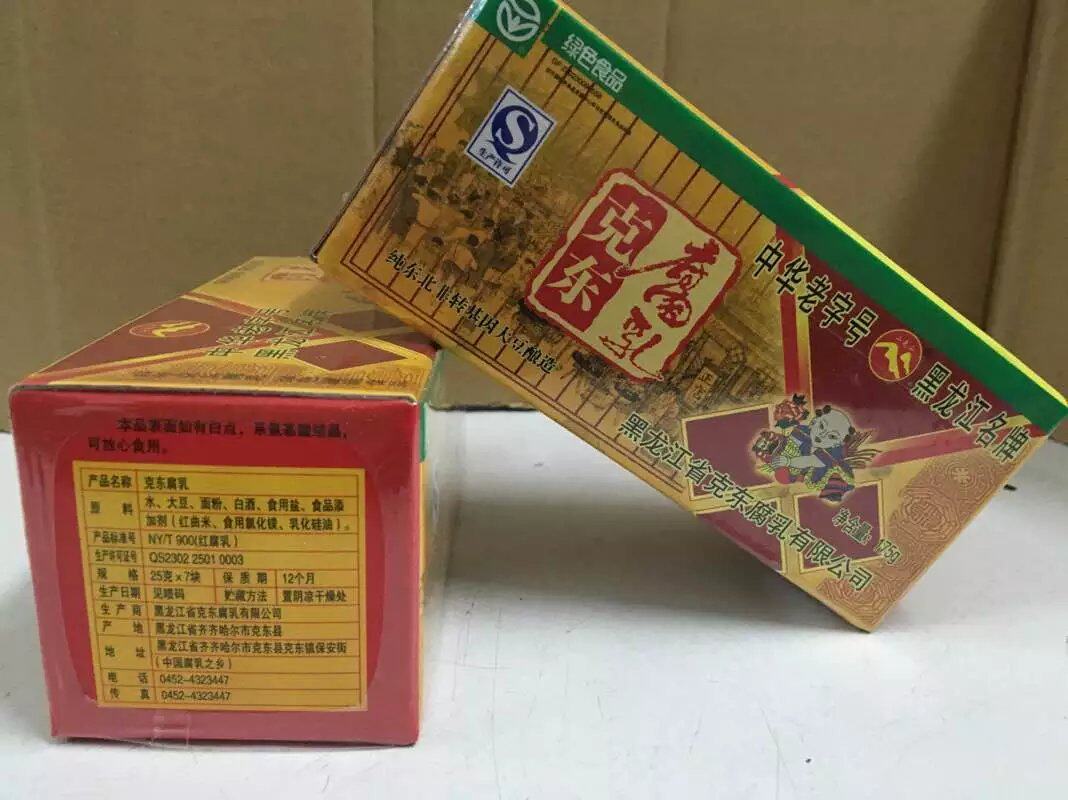 绿色食品
生产许可
克东
腐乳
纯东北非转基因大豆酿造
中华老字号
黑龙江名牌
黑龙江省克东腐乳有限公司
净含量：175g
中华老字号
黑龙江名牌
本品表面如有白点，系氨基酸结晶，
可放心食用。
产品名称 克东腐乳
原料 水、大豆、面粉、白酒、食用盐、食品添
加剂（红曲米、食用氯化镁、乳化硅油）。
产品标准号 NY/T 900(红腐乳)
生产许可证号 QS2302 2501 0003
规格 25克×7块 保质期 12个月
生产日期 见喷码 贮藏方法 置阴凉干燥处
生产商 黑龙江省克东腐乳有限公司
产地 黑龙江省齐齐哈尔市克东县
地址 黑龙江省齐齐哈尔市克东县克东镇保安街
（中国腐乳之乡）
电话 0452-4323447
传真 0452-4323447